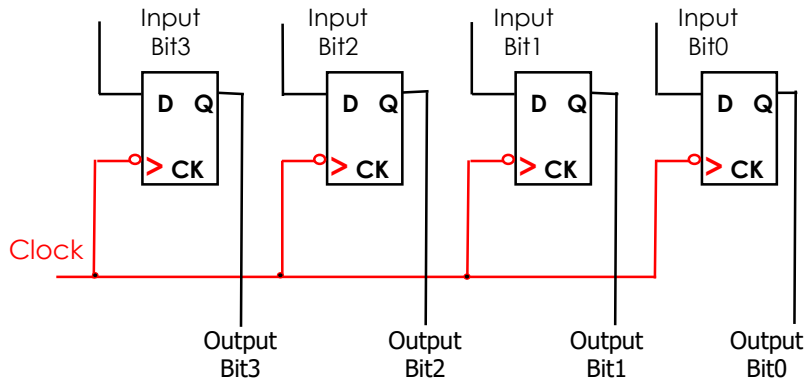 Input
Bit3
Input
Bit2
Input
Bit1
Input
Bit0
D Q
CK
D Q
CK
D Q
CK
D Q
CK
Clock
Output
Bit3
Output
Bit2
Output
Bit1
Output
Bit0